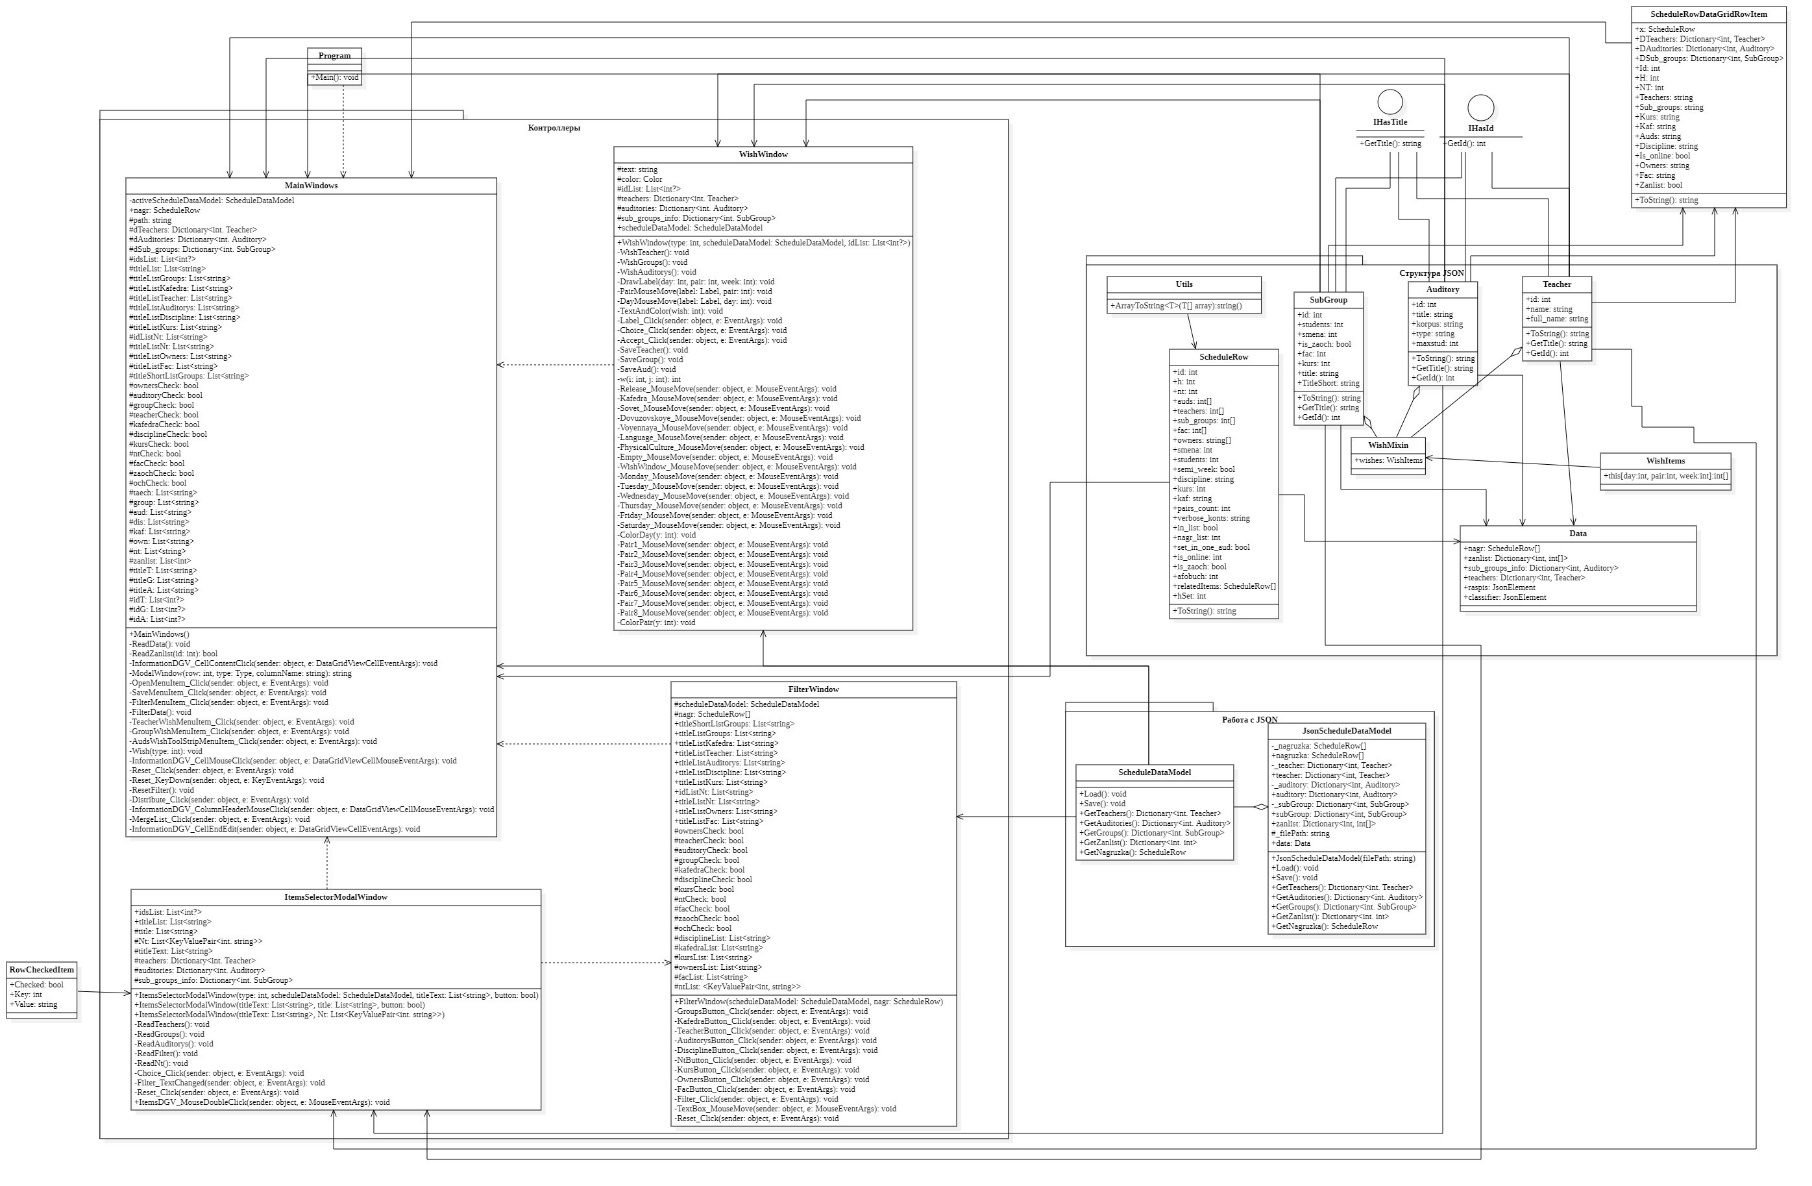 Program
+Main(): void
Контроллеры
MainWindows
-activeScheduleDataModel: ScheduleDataModel
+nagr: ScheduleRow
#path: string
#dTeachers: Dictionary<int. Teacher>
#dAuditories: Dictionary<int. Auditory>
#dSub_groups: Dictionary<int. SubGroup>
#idsList: List<int?>
#titleList: List<string>
#titleListGroups: List<string>
#titleListKafedra: List<string>
#titleListTeacher: List<string>
#titleListAuditorys: List<string>
#titleListDiscipline: List<string>
#titleListKurs: List<string>
#idListNt: List<string>
#titleListNt: List<string>
#titleListOwners: List<string>
#titleListFac: List<string>
#titleShortListGroups: List<string>
#ownersCheck: bool
#auditoryCheck: bool
#groupCheck: bool
#teacherCheck: bool
#kafedraCheck: bool
#disciplineCheck: bool
#kursCheck: bool
#ntCheck: bool
#facCheck: bool
#zaochCheck: bool
#ochCheck: bool
#taech: List<string>
#group: List<string>
#aud: List<string>
#dis: List<string>
#kaf: List<string>
#own: List<string>
#nt: List<string>
#zanlist: List<int>
#titleT: List<string>
#titleG: List<string>
#titleA: List<string>
#idT: List<int?>
#idG: List<int?>
#idA: List<int?>
+MainWindows()
-ReadData(): void
-ReadZanlist(id: int): bool
-InformationDGV_CellContentClick(sender: object, e: DataGridViewCellEventArgs): void
-ModalWindow(row: int, type: Type, columnName: string): string
-OpenMenuItem_Click(sender: object, e: EventArgs): void
-SaveMenuItem_Click(sender: object, e: EventArgs): void
-FilterMenuItem_Click(sender: object, e: EventArgs): void
-FilterData(): void
-TeacherWishMenuItem_Click(sender: object, e: EventArgs): void
-GroupWishMenuItem_Click(sender: object, e: EventArgs): void
-AudsWishToolStripMenuItem_Click(sender: object, e: EventArgs): void
-Wish(type: int): void
-InformationDGV_CellMouseClick(sender: object, e: DataGridViewCellMouseEventArgs): void
-Reset_Click(sender: object, e: EventArgs): void
-Reset_KeyDown(sender: object, e: KeyEventArgs): void
-ResetFilter(): void
-Distribute_Click(sender: object, e: EventArgs): void
-InformationDGV_ColumnHeaderMouseClick(sender: object, e: DataGridViewCellMouseEventArgs): void
-MergeList_Click(sender: object, e: EventArgs): void
-InformationDGV_CellEndEdit(sender: object, e: DataGridViewCellEventArgs): void
WishWindow
#text: string
#color: Color
#idList: List<int?>
#teachers: Dictionary<int. Teacher>
#auditories: Dictionary<int. Auditory>
#sub_groups_info: Dictionary<int. SubGroup>
+scheduleDataModel: ScheduleDataModel
+WishWindow(type: int, scheduleDataModel: ScheduleDataModel, idList: List<int?>)
-WishTeacher(): void
-WishGroups(): void
-WishAuditorys(): void
-DrawLabel(day: int, pair: int, week: int): void
-PairMouseMove(label: Label, pair: int): void
-DayMouseMove(label: Label, day: int): void
-TextAndColor(wish: int): void
-Label_Click(sender: object, e: EventArgs): void
-Choice_Click(sender: object, e: EventArgs): void
-Accept_Click(sender: object, e: EventArgs): void
-SaveTeacher(): void
-SaveGroup(): void
-SaveAud(): void
-w(i: int, j: int): int
-Release_MouseMove(sender: object, e: MouseEventArgs): void
-Kafedra_MouseMove(sender: object, e: MouseEventArgs): void
-Sovet_MouseMove(sender: object, e: MouseEventArgs): void
-Dovuzovskoye_MouseMove(sender: object, e: MouseEventArgs): void
-Voyennaya_MouseMove(sender: object, e: MouseEventArgs): void
-Language_MouseMove(sender: object, e: MouseEventArgs): void
-PhysicalCulture_MouseMove(sender: object, e: MouseEventArgs): void
-Empty_MouseMove(sender: object, e: MouseEventArgs): void
-WishWindow_MouseMove(sender: object, e: MouseEventArgs): void
-Monday_MouseMove(sender: object, e: MouseEventArgs): void
-Tuesday_MouseMove(sender: object, e: MouseEventArgs): void
-Wednesday_MouseMove(sender: object, e: MouseEventArgs): void
-Thursday_MouseMove(sender: object, e: MouseEventArgs): void
-Friday_MouseMove(sender: object, e: MouseEventArgs): void
-Saturday_MouseMove(sender: object, e: MouseEventArgs): void
-ColorDay(y: int): void
-Pair1_MouseMove(sender: object, e: MouseEventArgs): void
-Pair2_MouseMove(sender: object, e: MouseEventArgs): void
-Pair3_MouseMove(sender: object, e: MouseEventArgs): void
-Pair4_MouseMove(sender: object, e: MouseEventArgs): void
-Pair5_MouseMove(sender: object, e: MouseEventArgs): void
-Pair6_MouseMove(sender: object, e: MouseEventArgs): void
-Pair7_MouseMove(sender: object, e: MouseEventArgs): void
-Pair8_MouseMove(sender: object, e: MouseEventArgs): void
-ColorPair(y: int): void
FilterWindow
#scheduleDataModel: ScheduleDataModel
#nagr: ScheduleRow[]
+titleShortListGroups: List<string>
+titleListGroups: List<string>
+titleListKafedra: List<string>
+titleListTeacher: List<string>
+titleListAuditorys: List<string>
+titleListDiscipline: List<string>
+titleListKurs: List<string>
+idListNt: List<string>
+titleListNt: List<string>
+titleListOwners: List<string>
+titleListFac: List<string>
#ownersCheck: bool
#teacherCheck: bool
#auditoryCheck: bool
#groupCheck: bool
#kafedraCheck: bool
#disciplineCheck: bool
#kursCheck: bool
#ntCheck: bool
#facCheck: bool
#zaochCheck: bool
#ochCheck: bool
#disciplineList: List<string>
#kafedraList: List<string>
#kursList: List<string>
#ownersList: List<string>
#facList: List<string>
#ntList: <KeyValuePair<int, string>>
+FilterWindow(scheduleDataModel: ScheduleDataModel, nagr: ScheduleRow)
-GroupsButton_Click(sender: object, e: EventArgs): void
-KafedraButton_Click(sender: object, e: EventArgs): void
-TeacherButton_Click(sender: object, e: EventArgs): void
-AuditorysButton_Click(sender: object, e: EventArgs): void
-DisciplineButton_Click(sender: object, e: EventArgs): void
-NtButton_Click(sender: object, e: EventArgs): void
-KursButton_Click(sender: object, e: EventArgs): void
-OwnersButton_Click(sender: object, e: EventArgs): void
-FacButton_Click(sender: object, e: EventArgs): void
-Filter_Click(sender: object, e: EventArgs): void
-TextBox_MouseMove(sender: object, e: MouseEventArgs): void
-Reset_Click(sender: object, e: EventArgs): void
ItemsSelectorModalWindow
+idsList: List<int?>
+titleList: List<string>
#title: List<string>
#Nt: List<KeyValuePair<int. string>>
#titleText: List<string>
#teachers: Dictionary<int. Teacher>
#auditories: Dictionary<int. Auditory>
#sub_groups_info: Dictionary<int. SubGroup>
+ItemsSelectorModalWindow(type: int, scheduleDataModel: ScheduleDataModel, titleText: List<string>, button: bool)
+ItemsSelectorModalWindow(titleText: List<string>, title: List<string>, button: bool)
+ItemsSelectorModalWindow(titleText: List<string>, Nt: List<KeyValuePair<int. string>>)
-ReadTeachers(): void
-ReadGroups(): void
-ReadAuditorys(): void
-ReadFilter(): void
-ReadNt(): void
-Choice_Click(sender: object, e: EventArgs): void
-Filter_TextChanged(sender: object, e: EventArgs): void
-Reset_Click(sender: object, e: EventArgs): void
+ItemsDGV_MouseDoubleClick(sender: object, e: MouseEventArgs): void
RowCheckedItem
+Checked: bool
+Key: int
+Value: string
IHasTitle
+GetTitle(): string
IHasId
+GetId(): int
ScheduleRowDataGridRowItem
+x: ScheduleRow
+DTeachers: Dictionary<int, Teacher>
+DAuditories: Dictionary<int, Auditory>
+DSub_groups: Dictionary<int, SubGroup>
+Id: int
+H: int
+NT: int
+Teachers: string
+Sub_groups: string
+Kurs: string
+Kaf: string
+Auds: string
+Discipline: string
+Is_online: bool
+Owners: string
+Fac: string
+Zanlist: bool
+ToString(): string
Структура JSON
Utils
+ArrayToString<T>(T[] array):string()
ScheduleRow
+id: int
+h: int
+nt: int
+auds: int[]
+teachers: int[]
+sub_groups: int[]
+fac: int[]
+owners: string[]
+smena: int
+students: int
+semi_week: bool
+discipline: string
+kurs: int
+kaf: string
+pairs_count: int
+verbose_konts: string
+in_list: bool
+nagr_list: int
+set_in_one_aud: bool
+is_online: int
+is_zaoch: bool
+afobuch: int
+relatedItems: ScheduleRow[]
+hSet: int
+ToString(): string
SubGroup
+id: int
+students: int
+smena: int
+is_zaoch: bool
+fac: int
+kurs: int
+title: string
+TitleShort: string
+ToString(): string
+GetTitle(): string
+GetId(): int
Auditory
+id: int
+title: string
+korpus: string
+type: string
+maxstud: int
+ToString(): string
+GetTitle(): string
+GetId(): int
Teacher
+id: int
+name: string
+full_name: string
+ToString(): string
+GetTitle(): string
+GetId(): int
WishMixin
+wishes: WishItems
WishItems
+this[day:int, pair:int, week:int]:int[]
Data
+nagr: ScheduleRow[]
+zanlist: Dictionary<int, int[]>
+sub_groups_info: Dictionary<int, Auditory>
+teachers: Dictionary<int, Teacher>
+raspis: JsonElement
+classifier: JsonElement
Работа с JSON
ScheduleDataModel
+Load(): void
+Save(): void
+GetTeachers(): Dictionary<int. Teacher>
+GetAuditories(): Dictionary<int. Auditory>
+GetGroups(): Dictionary<int. SubGroup>
+GetZanlist(): Dictionary<int. int>
+GetNagruzka(): ScheduleRow
JsonScheduleDataModel
-_nagruzka: ScheduleRow[]
+nagruzka: ScheduleRow[]
-_teacher: Dictionary<int, Teacher>
+teacher: Dictionary<int, Teacher>
-_auditory: Dictionary<int, Auditory>
+auditory: Dictionary<int, Auditory>
-_subGroup: Dictionary<int, SubGroup>
+subGroup: Dictionary<int, SubGroup>
+zanlist: Dictionary<int, int[]>
#_filePath: string
+data: Data
+JsonScheduleDataModel(filePath: string)
+Load(): void
+Save(): void
+GetTeachers(): Dictionary<int. Teacher>
+GetAuditories(): Dictionary<int. Auditory>
+GetGroups(): Dictionary<int. SubGroup>
+GetZanlist(): Dictionary<int. int>
+GetNagruzka(): ScheduleRow